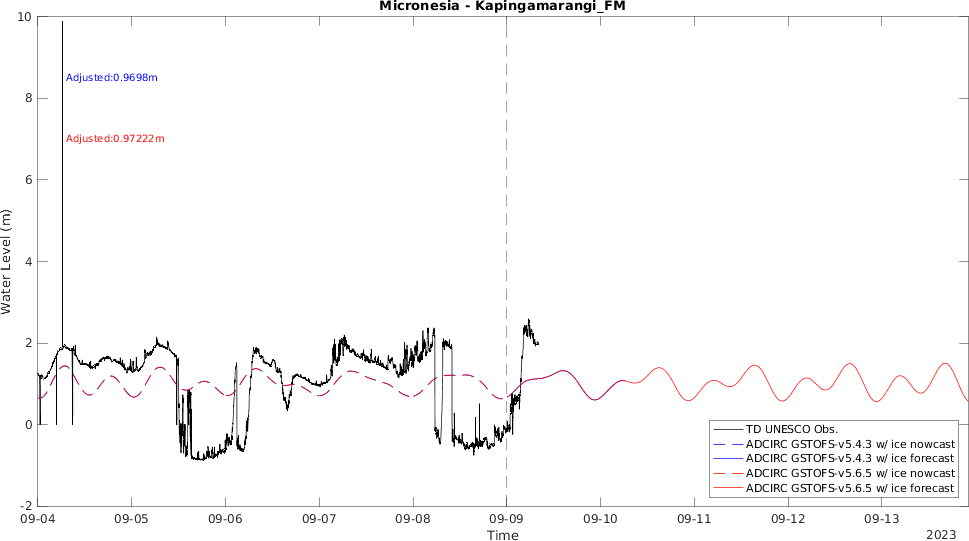 Micronesia - Kapingamarangi_FM
10
8
6
4
2
0
-2
Water Level (m)
Adjusted:0.9698m
Adjusted:0.97222m
TD UNESCO Obs.
ADCIRC GSTOFS-v5.4.3 w/ ice nowcast
ADCIRC GSTOFS-v5.4.3 w/ ice forecast
ADCIRC GSTOFS-v5.6.5 w/ ice nowcast
ADCIRC GSTOFS-v5.6.5 w/ ice forecast
09-04 09-05 09-06 09-07 09-08 09-09 09-10 09-11 09-12 09-13
Time
2023